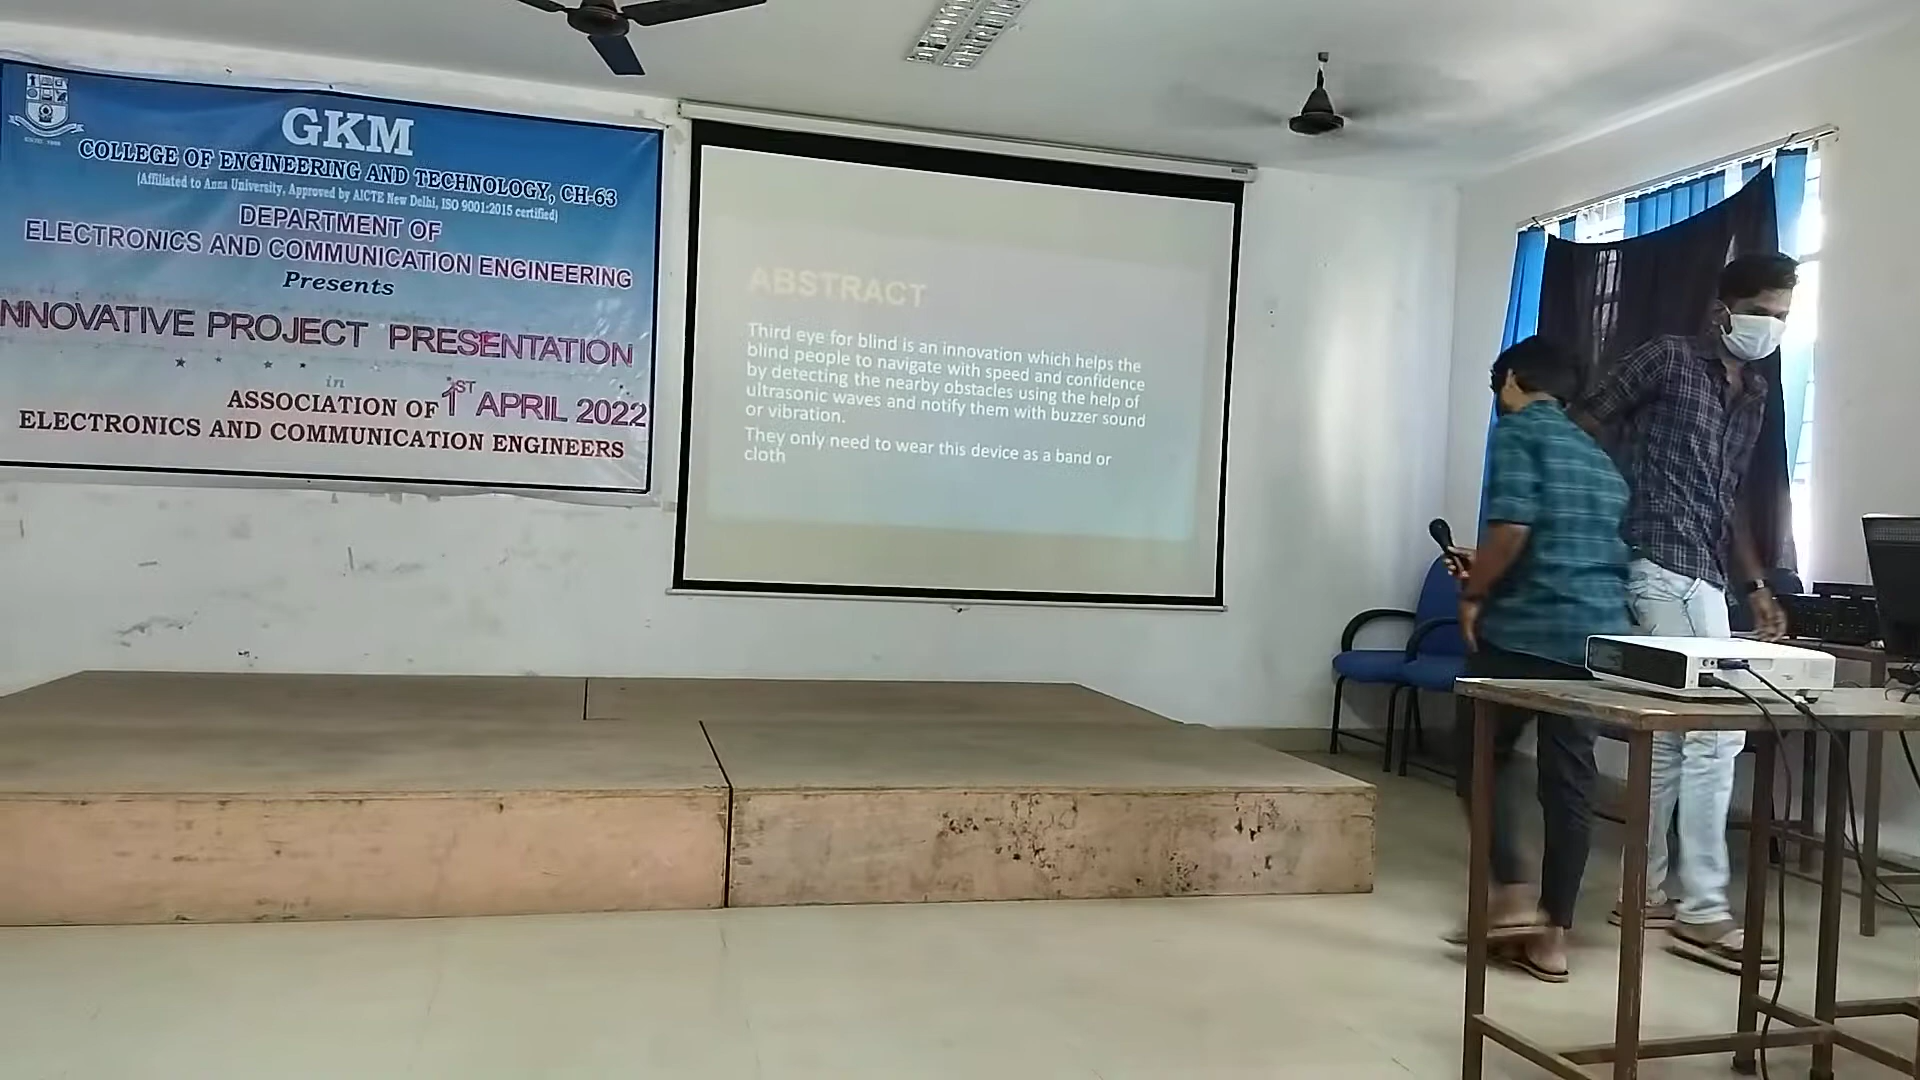 GKM
COLLEGE OF ENGINEERING AND TECHNOLOGY, CH-63
(Affiliated to Anna University, Approved by AICTE New Delhi, ISO 9001:2015 certified)
DEPARTMENT OF
ELECTRONICS AND COMMUNICATION ENGINEERING
Presents
NNOVATIVE PROJECT PRESENTATION
in
ASSOCIATION OF 1ST APRIL 2022
ELECTRONICS AND COMMUNICATION ENGINEERS
ABSTRACT
Third eye for blind is an innovation which helps the
blind people to navigate with speed and confidence
by detecting the nearby obstacles using the help of
ultrasonic waves and notify them with buzzer sound
or vibration.
They only need to wear this device as a band or
cloth